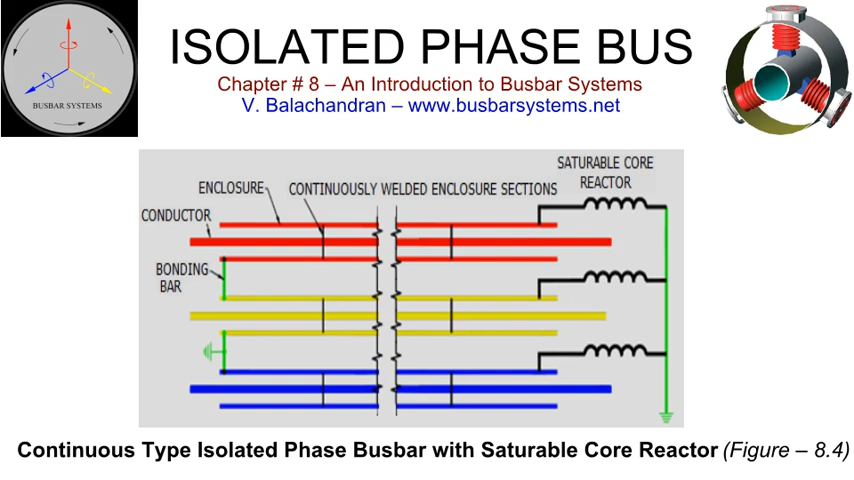 BUSBAR SYSTEMS
ISOLATED PHASE BUS
Chapter # 8 – An Introduction to Busbar Systems
V. Balachandran – www.busbarsystems.net
SATURABLE CORE
REACTOR
ENCLOSURE
CONTINUOUSLY WELDED ENCLOSURE SECTIONS
CONDUCTOR
BONDING
BAR
Continuous Type Isolated Phase Busbar with Saturable Core Reactor (Figure – 8.4)